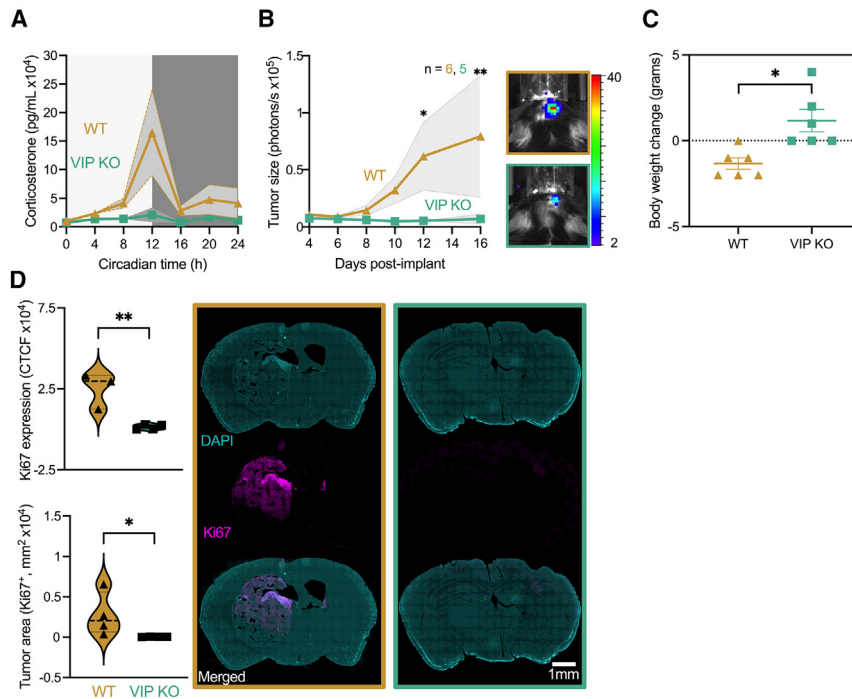 A
Corticosterone (pg/mL x10⁴)
30
25
20
15
10
5
0
WT
VIP KO
0 4 8 12 16 20 24
Circadian time (h)
B
Tumor size (photons/s x10⁵)
1.5
1
0.5
0
n = 6, 5
*
**
WT
VIP KO
4 6 8 10 12 14 16
Days post-implant
40
2
C
Body weight change (grams)
5
0
-5
*
WT VIP KO
D
Ki67 expression (CTCF x10⁴)
7.5
2.5
-2.5
**
Tumor area (Ki67⁺, mm² x10⁴)
1.5
1
0.5
0
-0.5
*
WT VIP KO
DAPI
Ki67
Merged
1mm